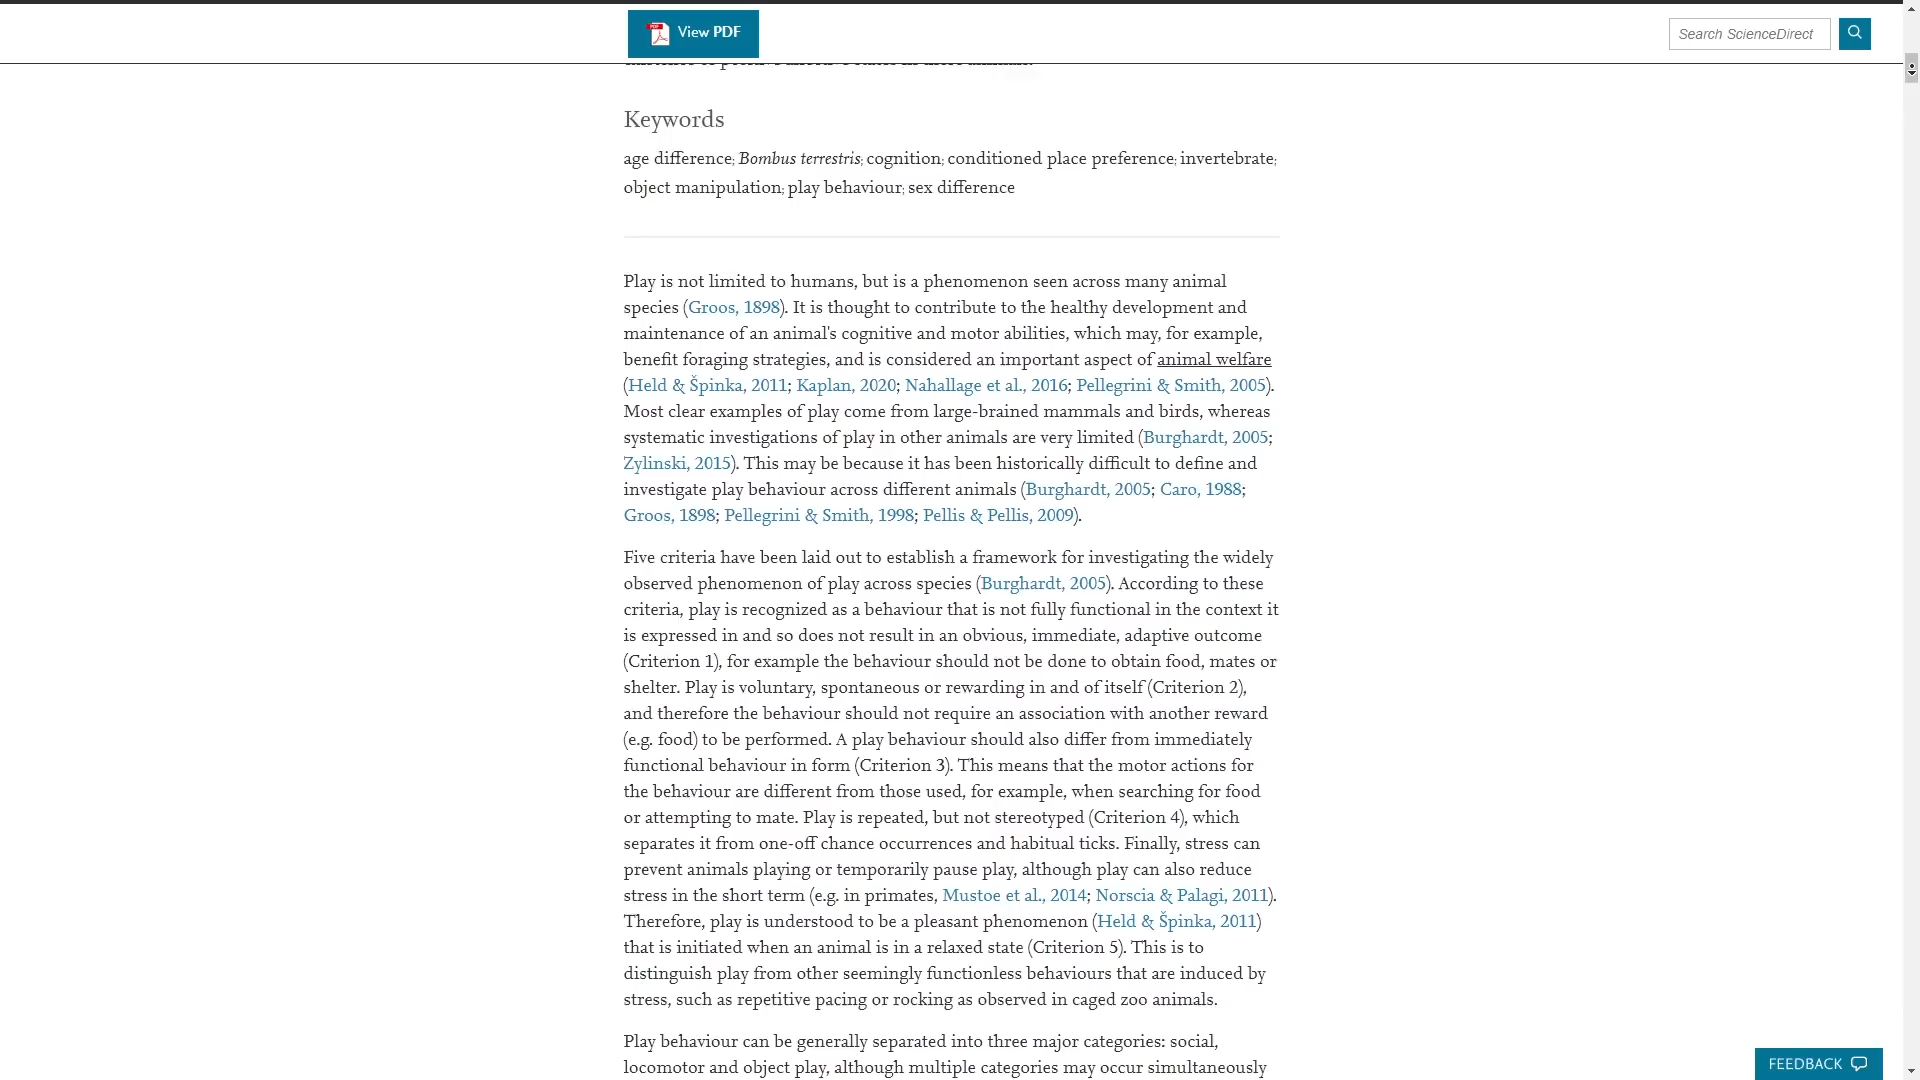 View PDF
Search ScienceDirect
Keywords
age difference; Bombus terrestris; cognition; conditioned place preference; invertebrate;
object manipulation; play behaviour; sex difference
Play is not limited to humans, but is a phenomenon seen across many animal
species (Groos, 1898). It is thought to contribute to the healthy development and
maintenance of an animal's cognitive and motor abilities, which may, for example,
benefit foraging strategies, and is considered an important aspect of animal welfare
(Held & Špinka, 2011; Kaplan, 2020; Nahallage et al., 2016; Pellegrini & Smith, 2005).
Most clear examples of play come from large-brained mammals and birds, whereas
systematic investigations of play in other animals are very limited (Burghardt, 2005;
Zylinski, 2015). This may be because it has been historically difficult to define and
investigate play behaviour across different animals (Burghardt, 2005; Caro, 1988;
Groos, 1898; Pellegrini & Smith, 1998; Pellis & Pellis, 2009).
Five criteria have been laid out to establish a framework for investigating the widely
observed phenomenon of play across species (Burghardt, 2005). According to these
criteria, play is recognized as a behaviour that is not fully functional in the context it
is expressed in and so does not result in an obvious, immediate, adaptive outcome
(Criterion 1), for example the behaviour should not be done to obtain food, mates or
shelter. Play is voluntary, spontaneous or rewarding in and of itself (Criterion 2),
and therefore the behaviour should not require an association with another reward
(e.g. food) to be performed. A play behaviour should also differ from immediately
functional behaviour in form (Criterion 3). This means that the motor actions for
the behaviour are different from those used, for example, when searching for food
or attempting to mate. Play is repeated, but not stereotyped (Criterion 4), which
separates it from one-off chance occurrences and habitual ticks. Finally, stress can
prevent animals playing or temporarily pause play, although play can also reduce
stress in the short term (e.g. in primates, Mustoe et al., 2014; Norscia & Palagi, 2011).
Therefore, play is understood to be a pleasant phenomenon (Held & Špinka, 2011)
that is initiated when an animal is in a relaxed state (Criterion 5). This is to
distinguish play from other seemingly functionless behaviours that are induced by
stress, such as repetitive pacing or rocking as observed in caged zoo animals.
Play behaviour can be generally separated into three major categories: social,
locomotor and object play, although multiple categories may occur simultaneously
FEEDBACK